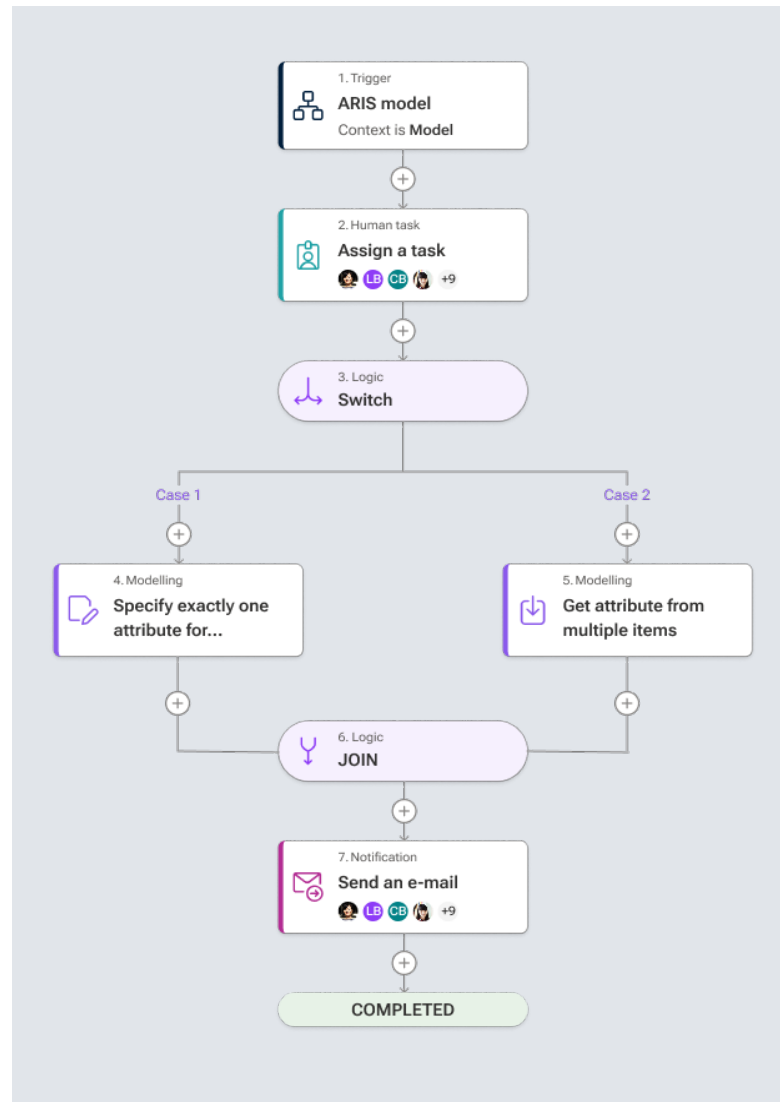 1. Trigger
ARIS model
Context is Model
2. Human task
Assign a task
LB CB +9
3. Logic
Switch
Case 1
Case 2
4. Modelling
Specify exactly one
attribute for...
5. Modelling
Get attribute from
multiple items
6. Logic
JOIN
7. Notification
Send an e-mail
LB CB +9
COMPLETED